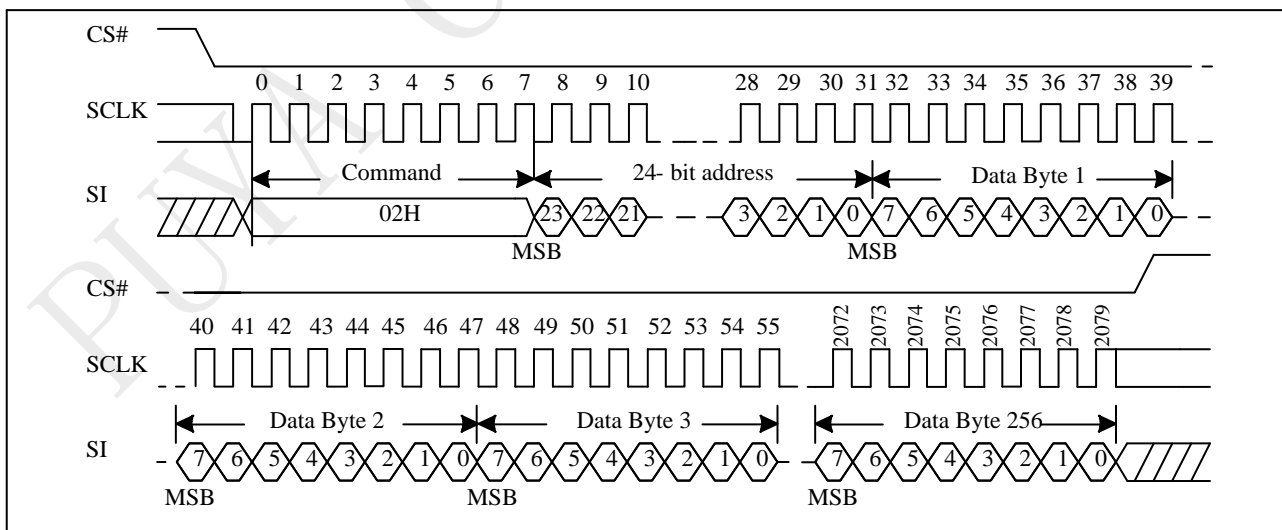 CS#
0 1 2 3 4 5 6 7 8 9 10 28 29 30 31 32 33 34 35 36 37 38 39
SCLK
Command 24- bit address Data Byte 1
SI
02H 23 22 21 3 2 1 0 7 6 5 4 3 2 1 0
MSB MSB
CS#
40 41 42 43 44 45 46 47 48 49 50 51 52 53 54 55 2072 2073 2074 2075 2076 2077 2078 2079
SCLK
Data Byte 2 Data Byte 3 Data Byte 256
SI
7 6 5 4 3 2 1 0 7 6 5 4 3 2 1 0 7 6 5 4 3 2 1 0
MSB MSB MSB
PUYA